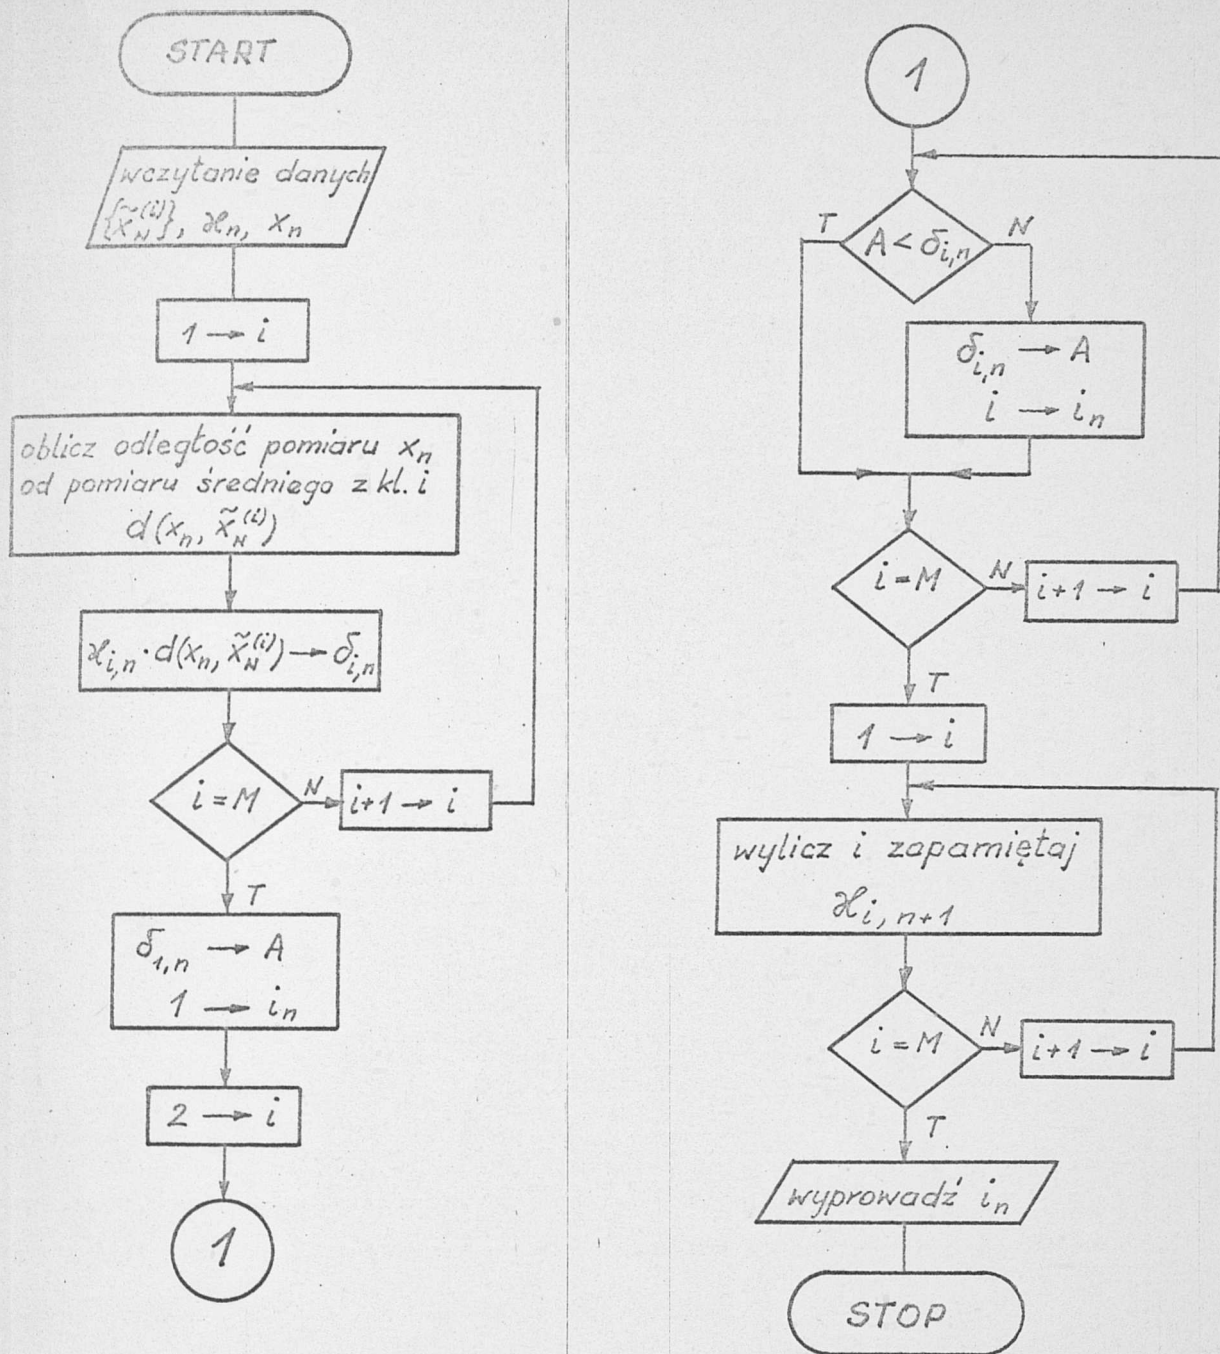 START
wczytanie danych
{x̃_N^(i)}, ϰ_n, x_n
1 → i
oblicz odległość pomiaru x_n
od pomiaru średniego z kl. i
d(x_n, x̃_N^(i))
ϰ_i,n · d(x_n, x̃_N^(i)) → δ_i,n
i = M
N
i+1 → i
T
δ_1,n → A
1 → i_n
2 → i
1
1
T
A < δ_i,n
N
δ_i,n → A
i → i_n
i = M
N
i+1 → i
T
1 → i
wylicz i zapamiętaj
ϰ_i,n+1
i = M
N
i+1 → i
T
wyprowadź i_n
STOP